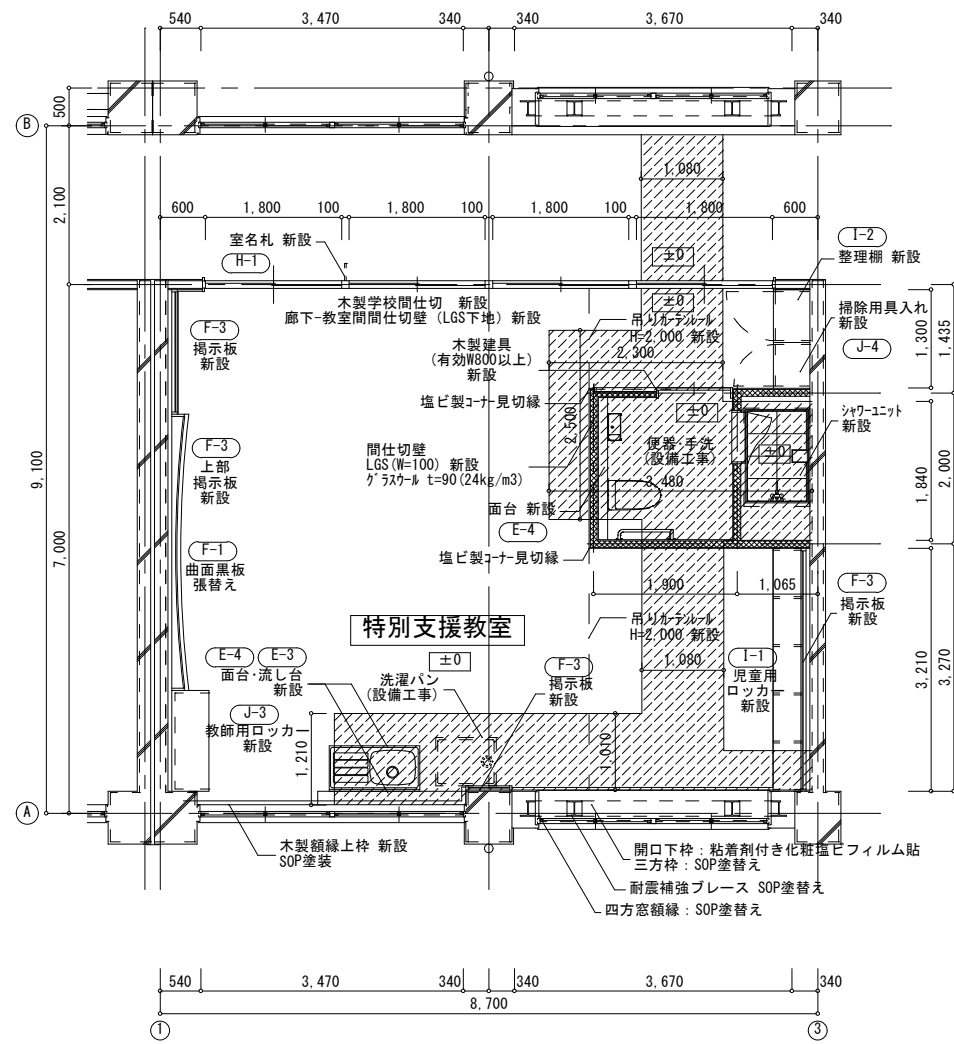 540
3,470
340
340
3,670
340
500
B
2,100
1,080
600
1,800
100
1,800
100
1,800
100
1,800
600
室名札 新設
H-1
±0
I-2
整理棚 新設
木製学校間仕切 新設
廊下-教室間間仕切壁 (LGS下地) 新設
±0
吊りカーテンレール
H=2,000 新設
掃除用具入れ
新設
J-4
1,300
1,435
F-3
掲示板
新設
木製建具
(有効W800以上)
新設
2,300
塩ビ製コーナー見切縁
±0
シャワーユニット
新設
F-3
上部
掲示板
新設
間仕切壁
LGS(W=100) 新設
グラスウール t=90(24kg/m3)
2,500
便器・手洗
(設備工事)
±0
3,480
1,840
2,000
9,100
7,000
面台 新設
E-4
塩ビ製コーナー見切縁
F-1
曲面黒板
張替え
1,900
1,065
F-3
掲示板
新設
特別支援教室
±0
吊りカーテンレール
H=2,000 新設
E-4
E-3
面台・流し台
新設
洗濯パン
(設備工事)
F-3
掲示板
新設
1,080
I-1
児童用
ロッカー
新設
3,210
3,270
J-3
教師用ロッカー
新設
1,210
1,010
A
木製額縁上枠 新設
SOP塗装
開口下枠：粘着剤付き化粧塩ビフィルム貼
三方枠：SOP塗替え
耐震補強ブレース SOP塗替え
四方窓額縁：SOP塗替え
540
3,470
340
340
3,670
340
8,700
1
3